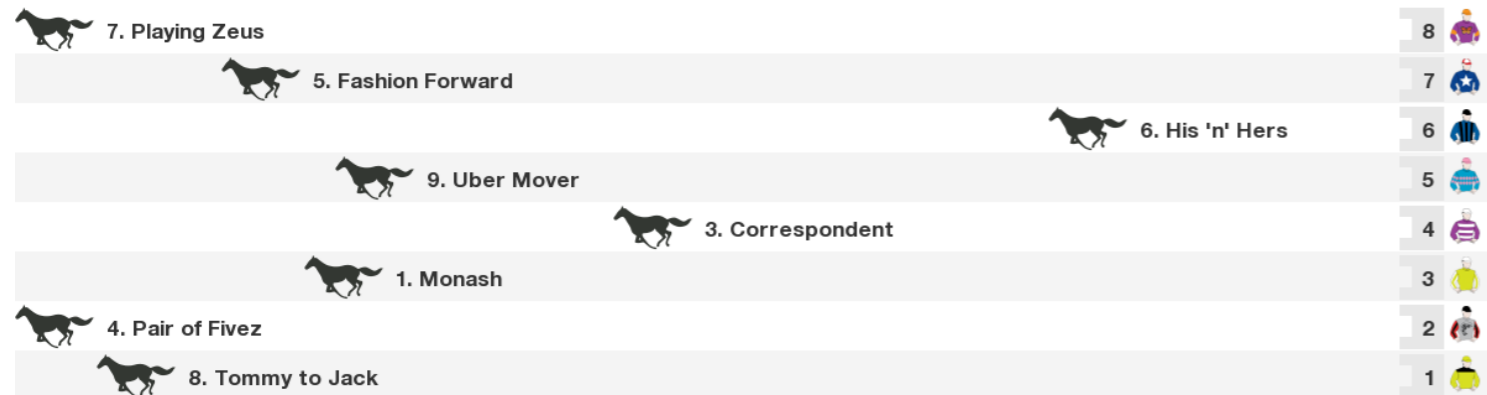 7. Playing Zeus 8
5. Fashion Forward 7
6. His 'n' Hers 6
9. Uber Mover 5
3. Correspondent 4
1. Monash 3
4. Pair of Fivez 2
8. Tommy to Jack 1